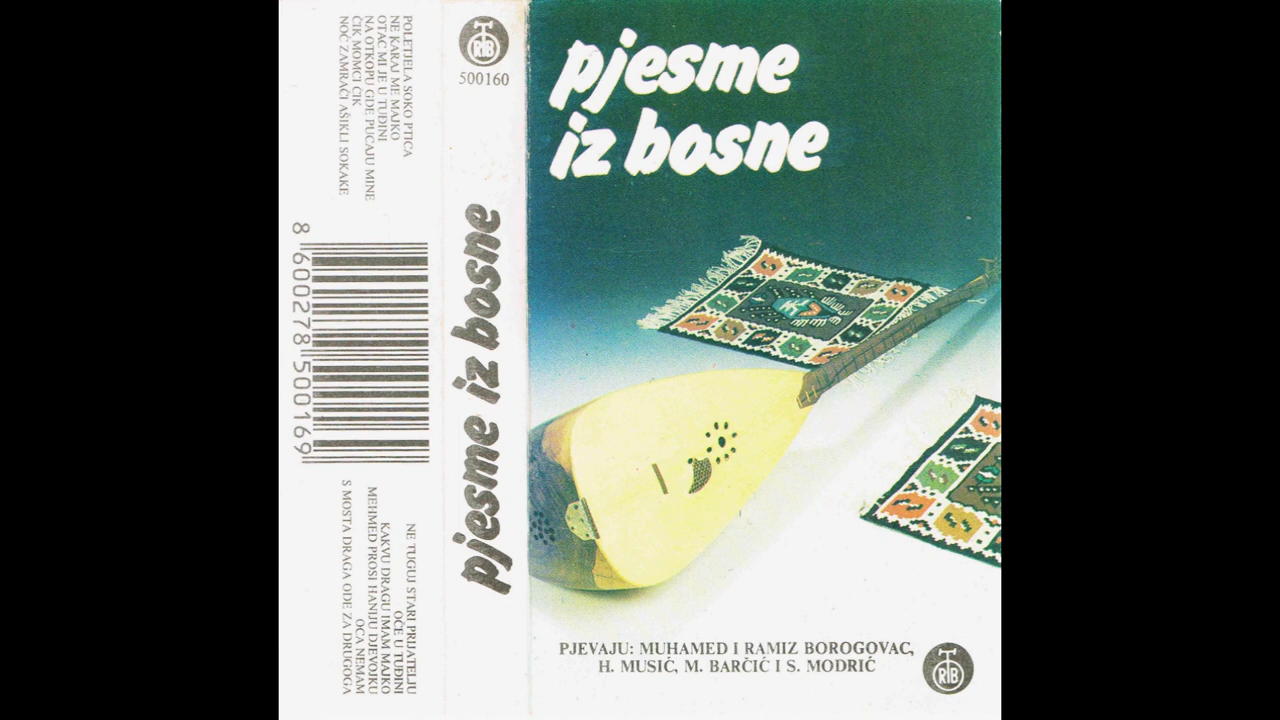 POLETJELA SOKO PTICA
NE KARAJ ME MAJKO
OTAC MI JE U TUĐINI
NA OTKOPU GDE PUCAJU MINE
ČIK MOMCI ČIK
NOĆ ZAMRAČI AŠIKLI SOKAKE
8 600278 500169
NE TUGUJ STARI PRIJATELJU
OČE U TUĐINI
KAKVU DRAGU IMAM MAJKO
MEHMED PROSI HANIJU DJEVOJKU
OCA NEMAM
S MOSTA DRAGA ODE ZA DRUGOGA
RTB
500160
pjesme iz bosne
pjesme
iz bosne
PJEVAJU: MUHAMED I RAMIZ BOROGOVAC,
H. MUSIĆ, M. BARČIĆ I S. MODRIĆ
RTB